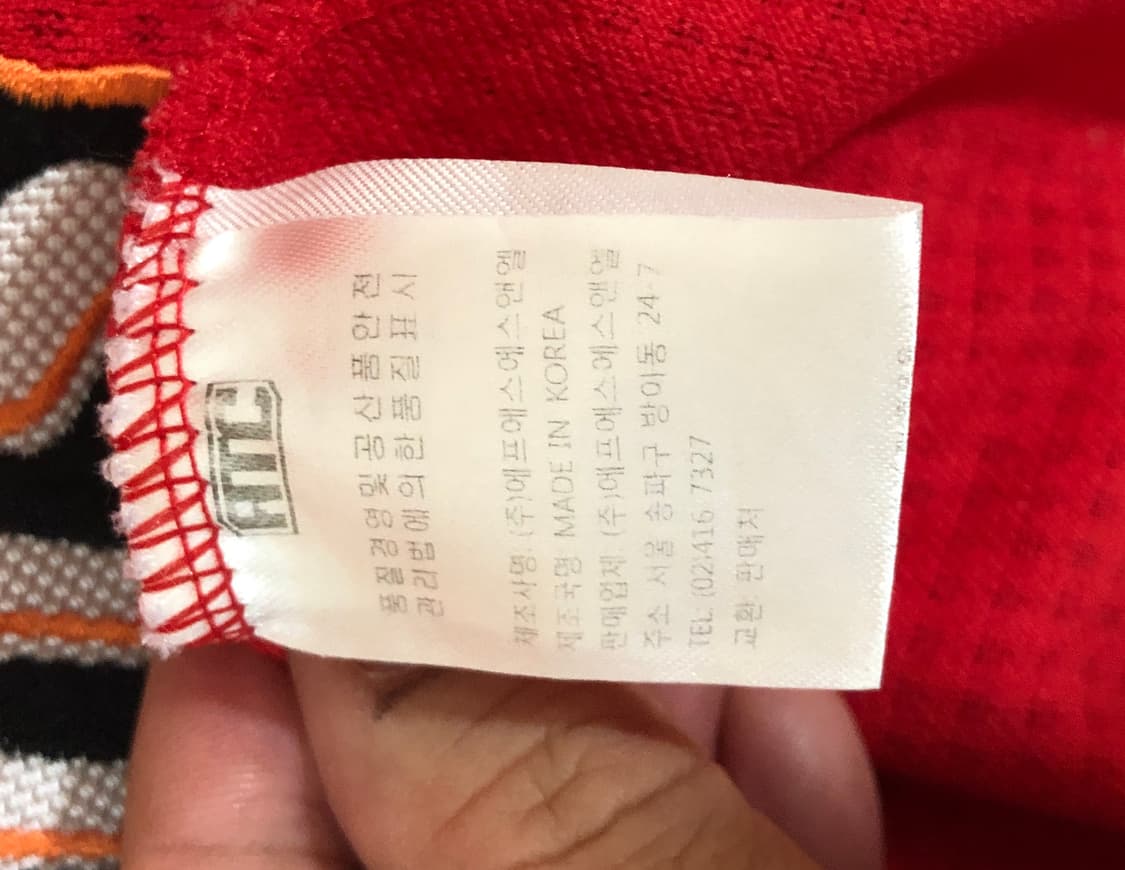 ATC
품질경영및 공산품안전
관리법에의한 품질표시
제조사명: (주)에프에스에스앤엘
제조국명: MADE IN KOREA
판매업체: (주)에프에스에스앤엘
주소 서울 송파구 방이동 24-7
TEL: (02)416-7327
교환: 판매처